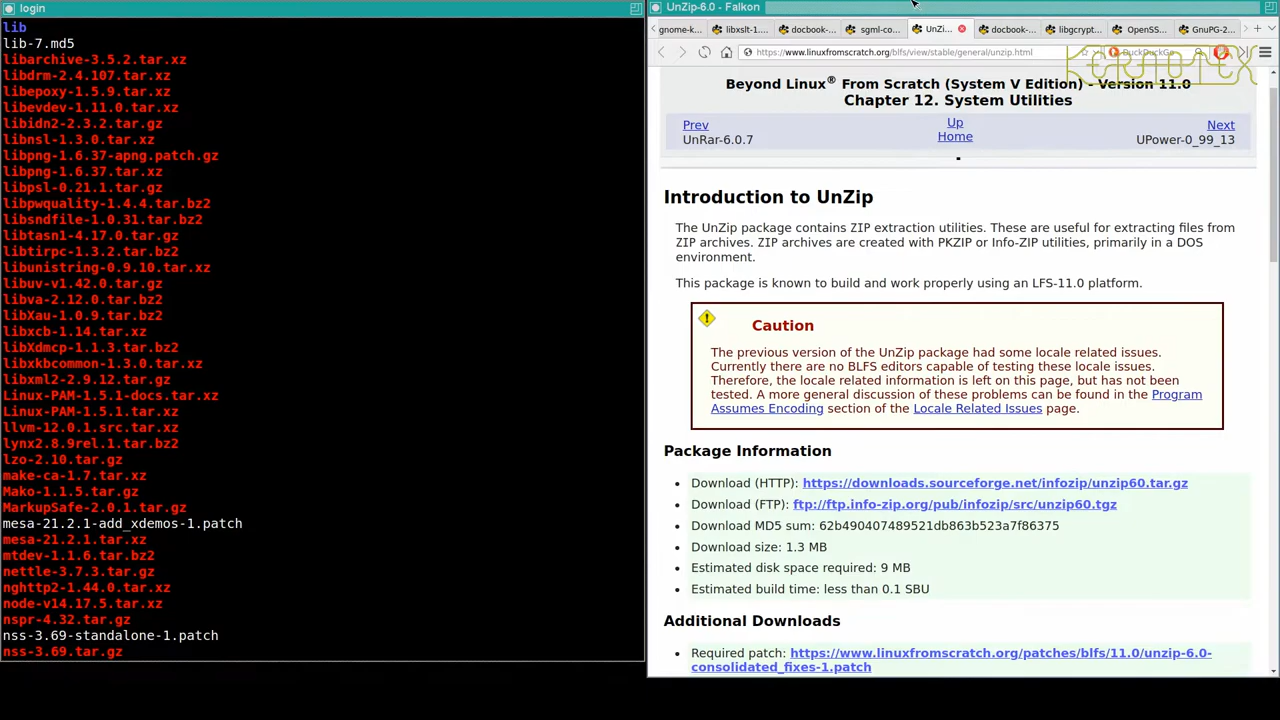 login
lib
lib-7.md5
libarchive-3.5.2.tar.xz
libdrm-2.4.107.tar.xz
libepoxy-1.5.9.tar.xz
libevdev-1.11.0.tar.xz
libidn2-2.3.2.tar.gz
libnsl-1.3.0.tar.xz
libpng-1.6.37-apng.patch.gz
libpng-1.6.37.tar.xz
libpsl-0.21.1.tar.gz
libpwquality-1.4.4.tar.bz2
libsndfile-1.0.31.tar.bz2
libtasn1-4.17.0.tar.gz
libtirpc-1.3.2.tar.bz2
libunistring-0.9.10.tar.xz
libuv-v1.42.0.tar.gz
libva-2.12.0.tar.bz2
libXau-1.0.9.tar.bz2
libxcb-1.14.tar.xz
libXdmcp-1.1.3.tar.bz2
libxkbcommon-1.3.0.tar.xz
libxml2-2.9.12.tar.gz
Linux-PAM-1.5.1-docs.tar.xz
Linux-PAM-1.5.1.tar.xz
llvm-12.0.1.src.tar.xz
lynx2.8.9rel.1.tar.bz2
lzo-2.10.tar.gz
make-ca-1.7.tar.xz
Mako-1.1.5.tar.gz
MarkupSafe-2.0.1.tar.gz
mesa-21.2.1-add_xdemos-1.patch
mesa-21.2.1.tar.xz
mtdev-1.1.6.tar.bz2
nettle-3.7.3.tar.gz
nghttp2-1.44.0.tar.xz
node-v14.17.5.tar.xz
nspr-4.32.tar.gz
nss-3.69-standalone-1.patch
nss-3.69.tar.gz
UnZip-6.0 - Falkon
gnome-k... libxslt-1.... docbook-... sgml-co... UnZi... docbook-... libgcrypt... OpenSS... GnuPG-2...
https://www.linuxfromscratch.org/blfs/view/stable/general/unzip.html DuckDuckGo
Beyond Linux® From Scratch (System V Edition) - Version 11.0
Chapter 12. System Utilities
Prev Up Next
UnRar-6.0.7 Home UPower-0_99_13
Introduction to UnZip
The UnZip package contains ZIP extraction utilities. These are useful for extracting files from
ZIP archives. ZIP archives are created with PKZIP or Info-ZIP utilities, primarily in a DOS
environment.
This package is known to build and work properly using an LFS-11.0 platform.
Caution
The previous version of the UnZip package had some locale related issues.
Currently there are no BLFS editors capable of testing these locale issues.
Therefore, the locale related information is left on this page, but has not been
tested. A more general discussion of these problems can be found in the Program
Assumes Encoding section of the Locale Related Issues page.
Package Information
• Download (HTTP): https://downloads.sourceforge.net/infozip/unzip60.tar.gz
• Download (FTP): ftp://ftp.info-zip.org/pub/infozip/src/unzip60.tgz
• Download MD5 sum: 62b490407489521db863b523a7f86375
• Download size: 1.3 MB
• Estimated disk space required: 9 MB
• Estimated build time: less than 0.1 SBU
Additional Downloads
• Required patch: https://www.linuxfromscratch.org/patches/blfs/11.0/unzip-6.0-
consolidated_fixes-1.patch